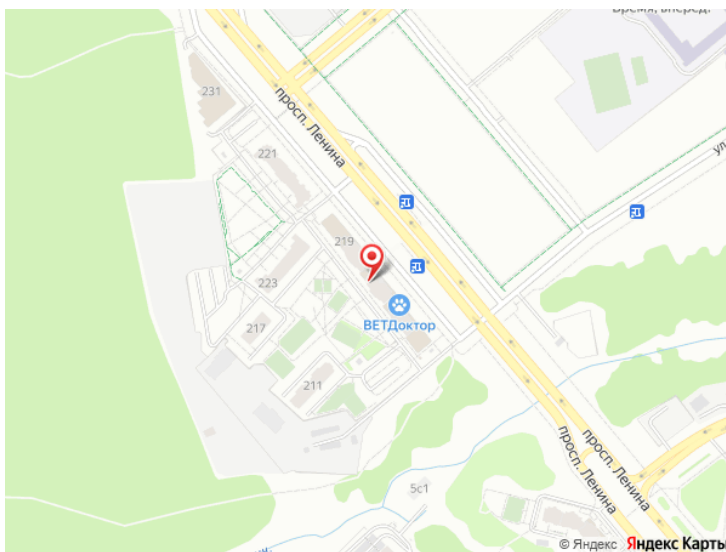 Время, вперёд!
231
просп. Ленина
221
ул
219
223
ВЕТДоктор
217
211
просп. Ленина
просп. Ленина
5с1
© Яндекс Яндекс Карты